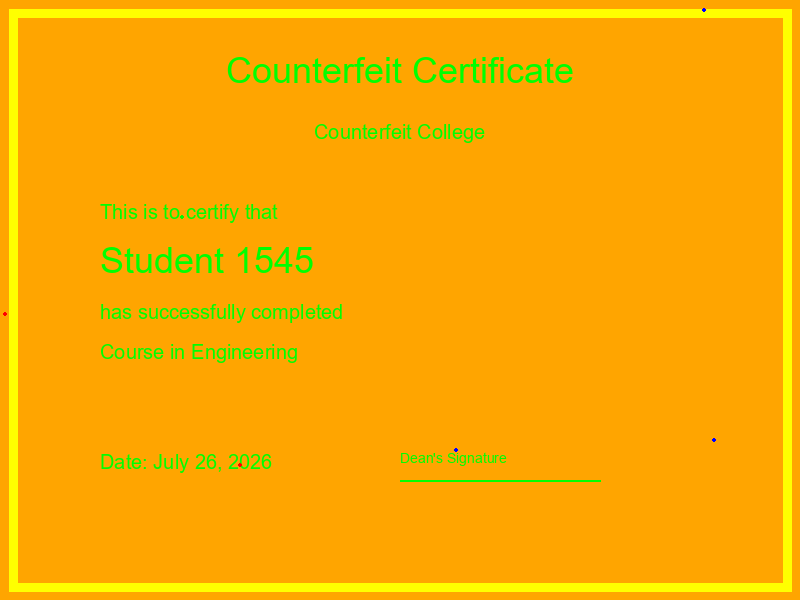 Counterfeit Certificate
Counterfeit College
This is to certify that
Student 1545
has successfully completed
Course in Engineering
Date: July 26, 2026
Dean's Signature